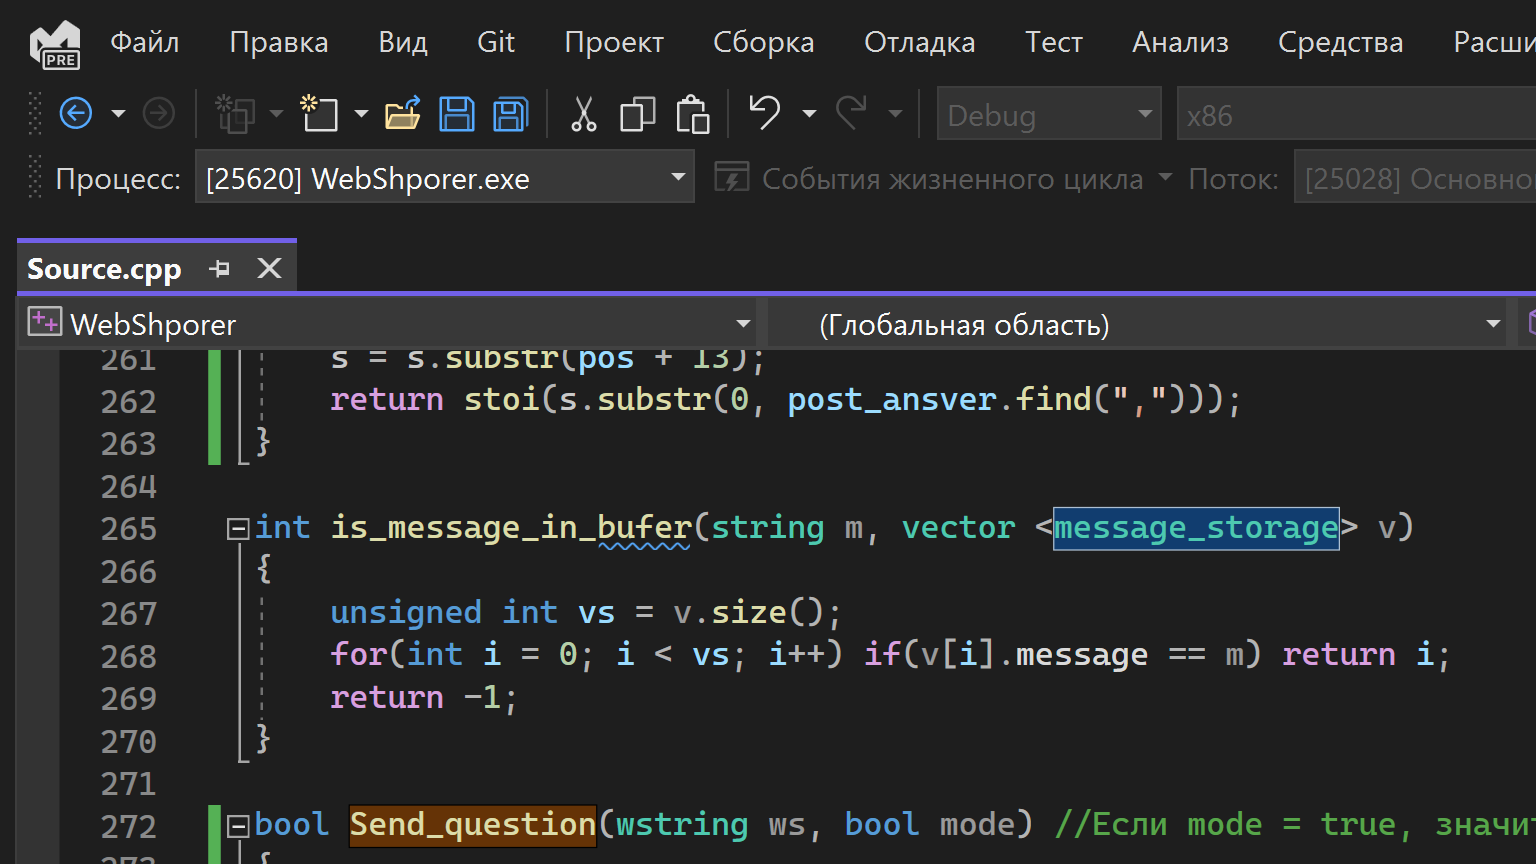 PRE Файл Правка Вид Git Проект Сборка Отладка Тест Анализ Средства Расши
Debug x86
Процесс: [25620] WebShporer.exe События жизненного цикла Поток: [25028] Основно
Source.cpp
WebShporer (Глобальная область)
261 s = s.substr(pos + 13);
262 return stoi(s.substr(0, post_ansver.find(",")));
263 }
264
265 int is_message_in_bufer(string m, vector <message_storage> v)
266 {
267 unsigned int vs = v.size();
268 for(int i = 0; i < vs; i++) if(v[i].message == m) return i;
269 return -1;
270 }
271
272 bool Send_question(wstring ws, bool mode) //Если mode = true, значит
273 {